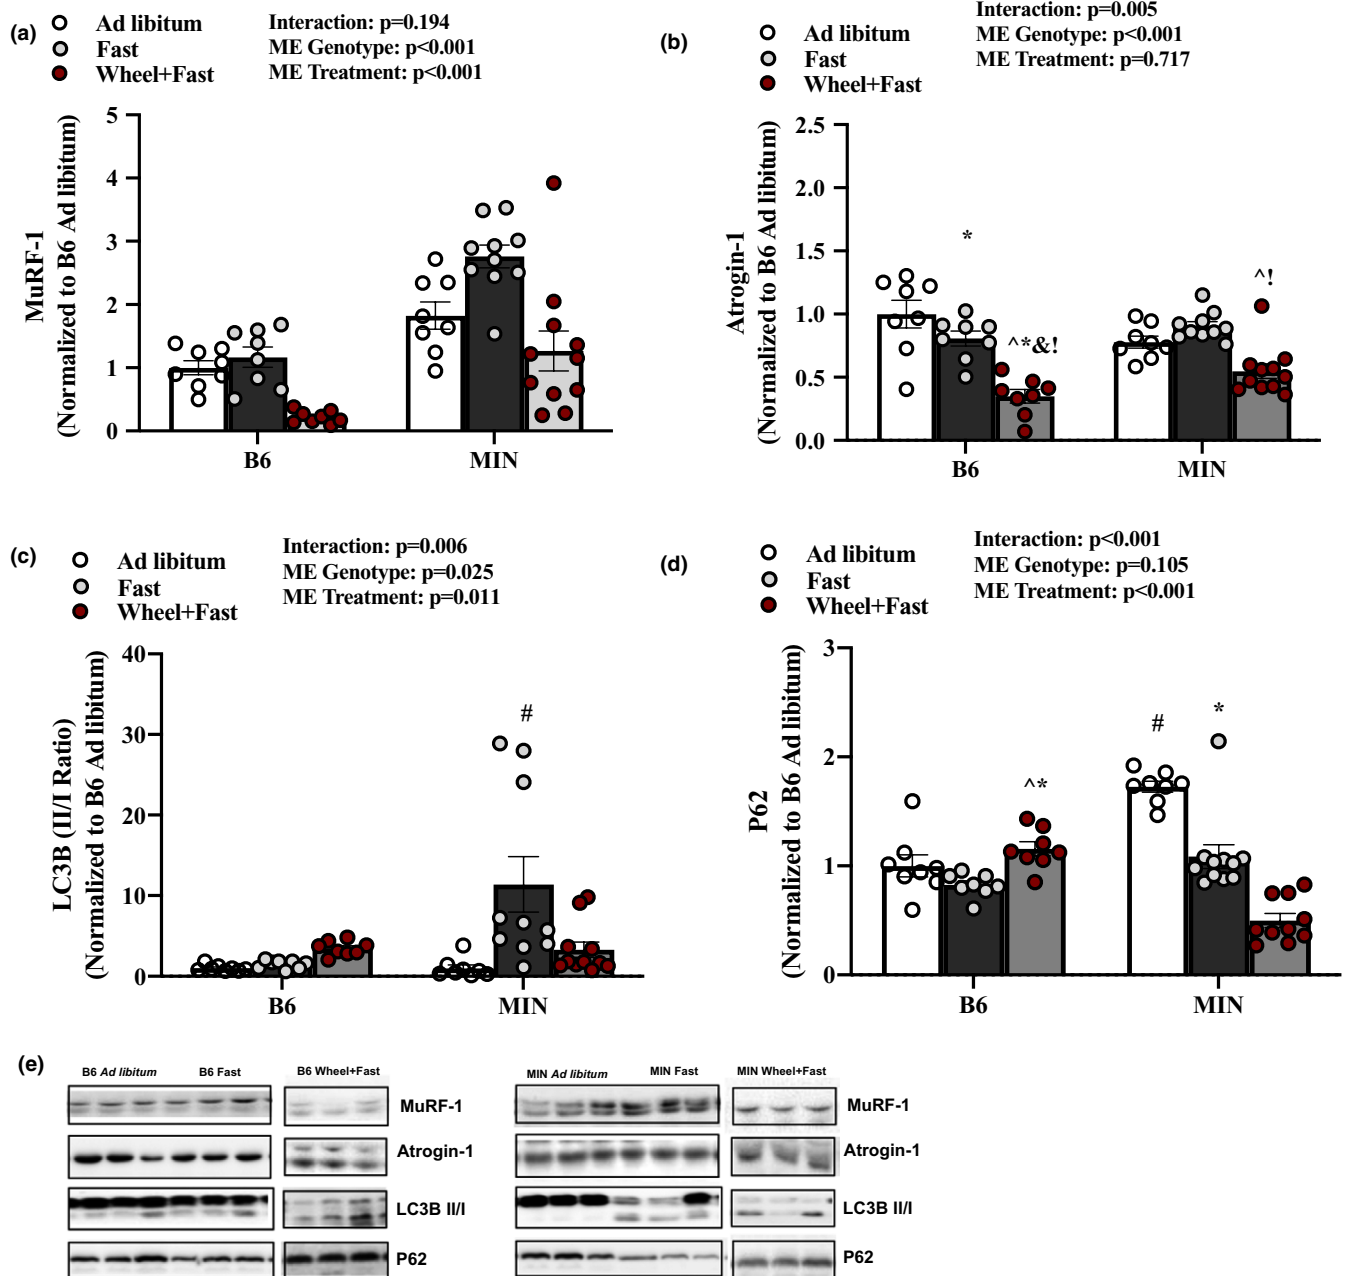 (a)
Ad libitum
Fast
Wheel+Fast
Interaction: p=0.194
ME Genotype: p<0.001
ME Treatment: p<0.001
MuRF-1
(Normalized to B6 Ad libitum)
5
4
3
2
1
0
B6
MIN
(b)
Ad libitum
Fast
Wheel+Fast
Interaction: p=0.005
ME Genotype: p<0.001
ME Treatment: p=0.717
Atrogin-1
(Normalized to B6 Ad libitum)
2.5
2.0
1.5
1.0
0.5
0.0
*
^*&!
^!
B6
MIN
(c)
Ad libitum
Fast
Wheel+Fast
Interaction: p=0.006
ME Genotype: p=0.025
ME Treatment: p=0.011
LC3B (II/I Ratio)
(Normalized to B6 Ad libitum)
40
30
20
10
0
#
B6
MIN
(d)
Ad libitum
Fast
Wheel+Fast
Interaction: p<0.001
ME Genotype: p=0.105
ME Treatment: p<0.001
P62
(Normalized to B6 Ad libitum)
3
2
1
0
^*
#
*
B6
MIN
(e)
B6 Ad libitum B6 Fast B6 Wheel+Fast
MuRF-1
Atrogin-1
LC3B II/I
P62
MIN Ad libitum MIN Fast MIN Wheel+Fast
MuRF-1
Atrogin-1
LC3B II/I
P62